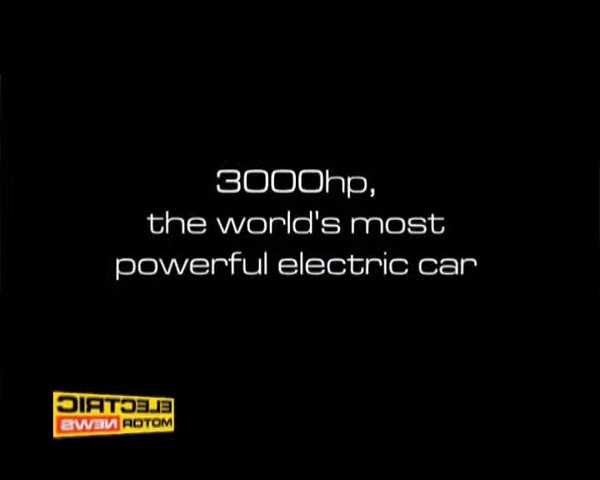 3000hp,
the world's most
powerful electric car
ELECTRIC
MOTOR NEWS